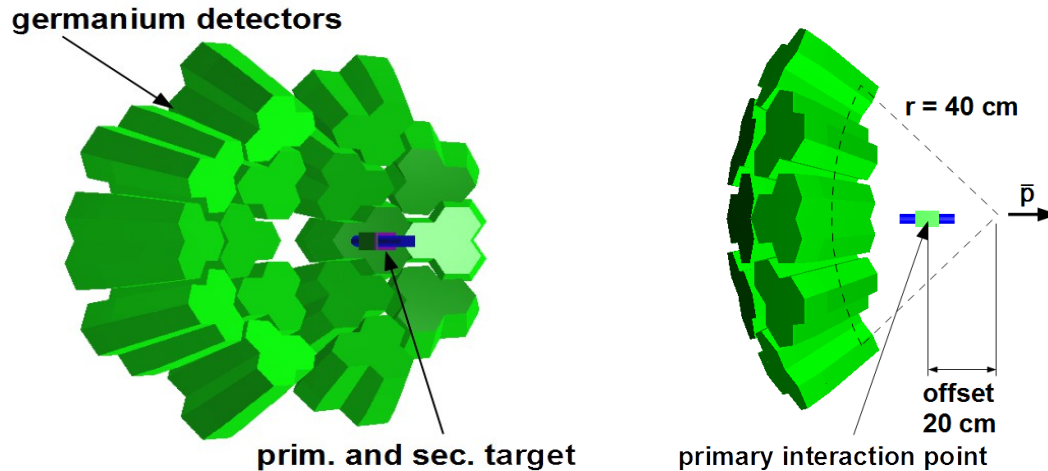 germanium detectors
prim. and sec. target
r = 40 cm
p̅
offset
20 cm
primary interaction point